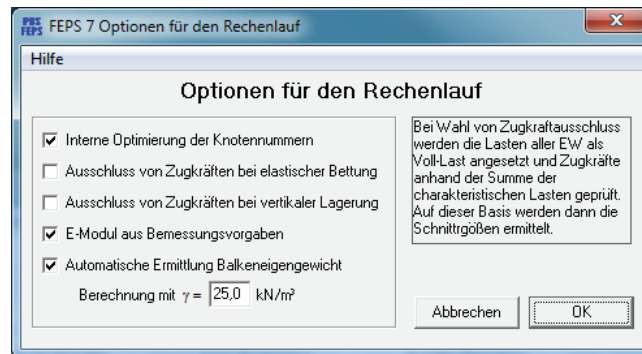 PBS
FEPS
FEPS 7 Optionen für den Rechenlauf
Hilfe
Optionen für den Rechenlauf
Interne Optimierung der Knotennummern
Ausschluss von Zugkräften bei elastischer Bettung
Ausschluss von Zugkräften bei vertikaler Lagerung
E-Modul aus Bemessungsvorgaben
Automatische Ermittlung Balkeneigengewicht
Berechnung mit γ = 25,0 kN/m³
Bei Wahl von Zugkraftausschluss
werden die Lasten aller EW als
Voll-Last angesetzt und Zugkräfte
anhand der Summe der
charakteristischen Lasten geprüft.
Auf dieser Basis werden dann die
Schnittrgößen ermittelt.
Abbrechen
OK